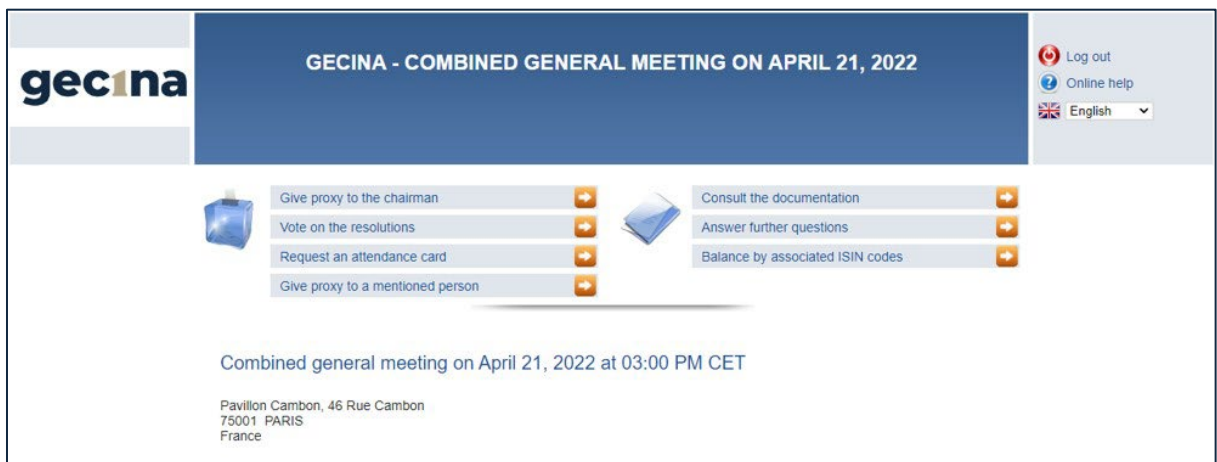 gecina
GECINA - COMBINED GENERAL MEETING ON APRIL 21, 2022
Log out
Online help
English
Give proxy to the chairman
Vote on the resolutions
Request an attendance card
Give proxy to a mentioned person
Consult the documentation
Answer further questions
Balance by associated ISIN codes
Combined general meeting on April 21, 2022 at 03:00 PM CET
Pavillon Cambon, 46 Rue Cambon
75001 PARIS
France